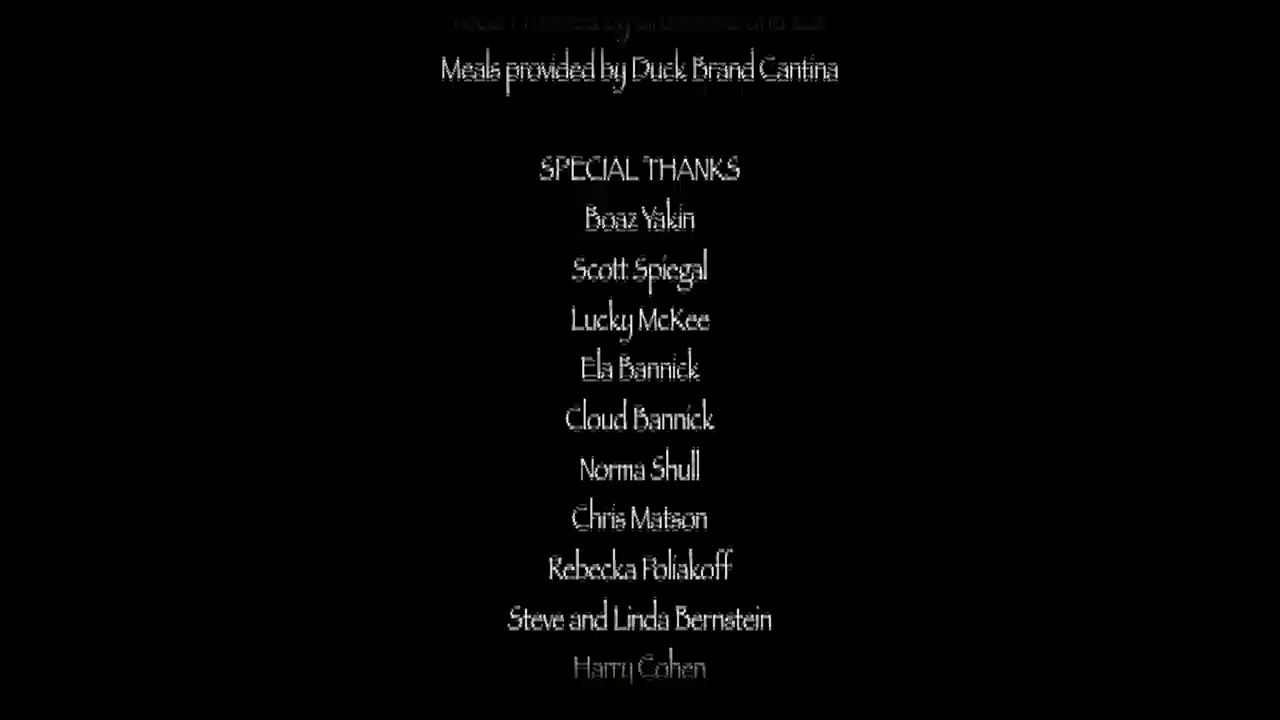 Meals provided by Duck Brand Cantina
SPECIAL THANKS
Boaz Yakin
Scott Spiegal
Lucky McKee
Ela Bannick
Cloud Bannick
Norma Shull
Chris Matson
Rebecka Poliakoff
Steve and Linda Bernstein
Harry Cohen